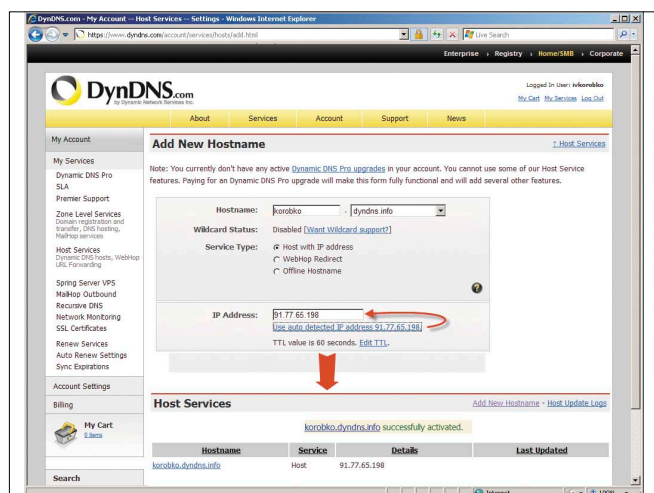 DynDNS.com - My Account -- Host Services -- Settings - Windows Internet Explorer
https://www.dyndns.com/account/services/hosts/add.html
Live Search
Enterprise › Registry › Home/SMB › Corporate
DynDNS.com
by Dynamic Network Services Inc.
Logged In User: ivkorobko
My Cart My Services Log Out
About Services Account Support News
My Account
My Services
Dynamic DNS Pro
SLA
Premier Support
Zone Level Services
Domain registration and
transfer, DNS hosting,
MailHop services
Host Services
Dynamic DNS hosts, WebHop
URL Forwarding
Spring Server VPS
MailHop Outbound
Recursive DNS
Network Monitoring
SSL Certificates
Renew Services
Auto Renew Settings
Sync Expirations
Account Settings
Billing
My Cart
0 items
Search
Add New Hostname
↑ Host Services
Note: You currently don't have any active Dynamic DNS Pro upgrades in your account. You cannot use some of our Host Service
features. Paying for an Dynamic DNS Pro upgrade will make this form fully functional and will add several other features.
Hostname: korobko . dyndns.info
Wildcard Status: Disabled [Want Wildcard support?]
Service Type: Host with IP address
WebHop Redirect
Offline Hostname
IP Address: 91.77.65.198
Use auto detected IP address 91.77.65.198.
TTL value is 60 seconds. Edit TTL.
Host Services
Add New Hostname - Host Update Logs
korobko.dyndns.info successfully activated.
Hostname Service Details Last Updated
korobko.dyndns.info Host 91.77.65.198
Internet 100%